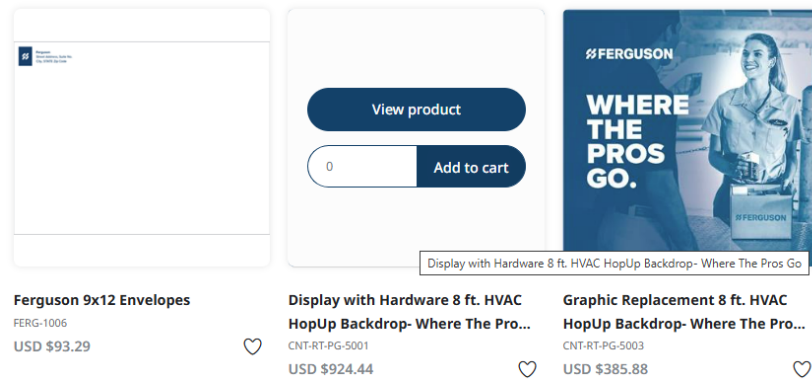 Ferguson
View product
0
Add to cart
FERGUSON
WHERE
THE
PROS
GO.
FERGUSON
Display with Hardware 8 ft. HVAC HopUp Backdrop- Where The Pros Go
Ferguson 9x12 Envelopes
FERG-1006
USD $93.29
Display with Hardware 8 ft. HVAC
HopUp Backdrop- Where The Pro...
CNT-RT-PG-5001
USD $924.44
Graphic Replacement 8 ft. HVAC
HopUp Backdrop- Where The Pro...
CNT-RT-PG-5003
USD $385.88